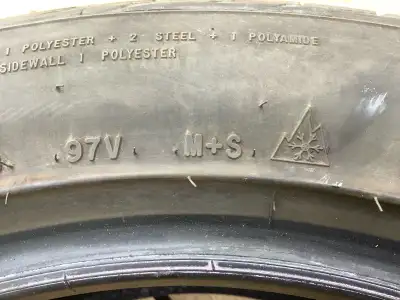 1 POLYESTER + 2 STEEL + 1 POLYAMIDE
SIDEWALL 1 POLYESTER
97V M+S